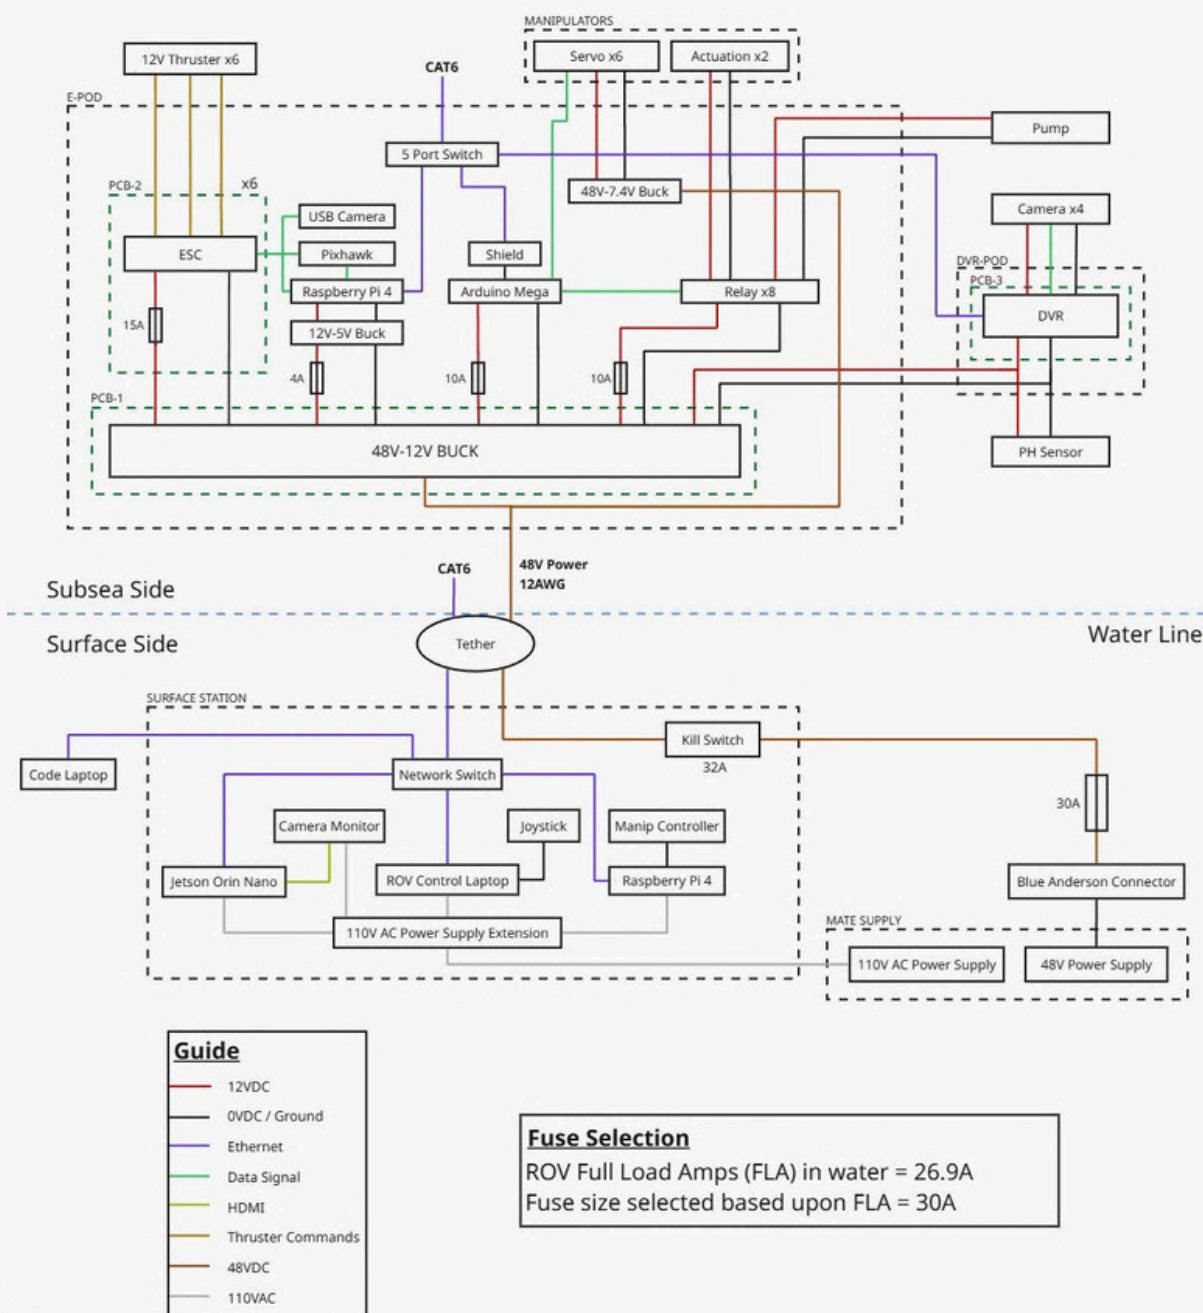 MANIPULATORS
12V Thruster x6
Servo x6
Actuation x2
CAT6
E-POD
Pump
5 Port Switch
PCB-2
x6
48V-7.4V Buck
USB Camera
Camera x4
ESC
Pixhawk
Shield
DVR-POD
PCB-3
Raspberry Pi 4
Arduino Mega
Relay x8
DVR
15A
12V-5V Buck
4A
10A
10A
PCB-1
48V-12V BUCK
PH Sensor
CAT6
48V Power
12AWG
Subsea Side
Surface Side
Water Line
Tether
SURFACE STATION
Kill Switch
32A
Code Laptop
Network Switch
30A
Camera Monitor
Joystick
Manip Controller
Jetson Orin Nano
ROV Control Laptop
Raspberry Pi 4
Blue Anderson Connector
MATE SUPPLY
110V AC Power Supply Extension
110V AC Power Supply
48V Power Supply
Guide
12VDC
0VDC / Ground
Ethernet
Data Signal
HDMI
Thruster Commands
48VDC
110VAC
Fuse Selection
ROV Full Load Amps (FLA) in water = 26.9A
Fuse size selected based upon FLA = 30A